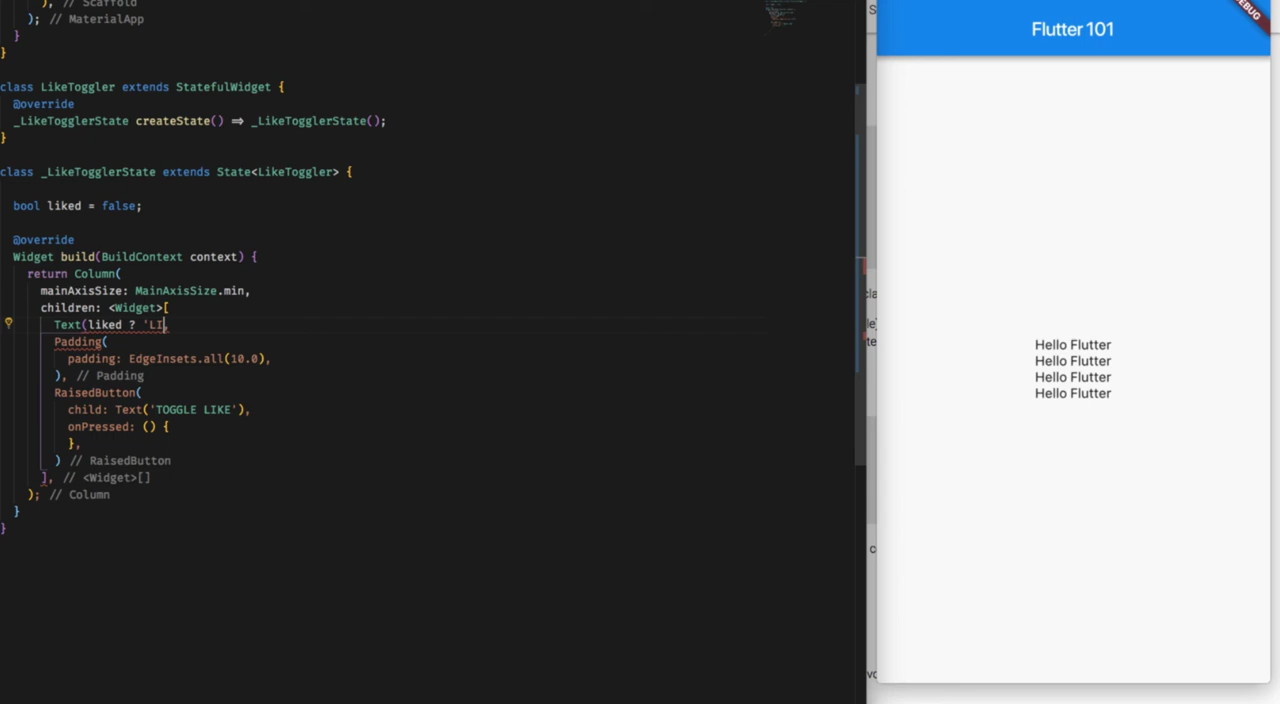 ), // Scaffold
); // MaterialApp
}
}
class LikeToggler extends StatefulWidget {
@override
_LikeTogglerState createState() => _LikeTogglerState();
}
class _LikeTogglerState extends State<LikeToggler> {
bool liked = false;
@override
Widget build(BuildContext context) {
return Column(
mainAxisSize: MainAxisSize.min,
children: <Widget>[
Text(liked ? 'LI,
Padding(
padding: EdgeInsets.all(10.0),
), // Padding
RaisedButton(
child: Text('TOGGLE LIKE'),
onPressed: () {
},
) // RaisedButton
], // <Widget>[]
); // Column
}
}
Flutter 101
Hello Flutter
Hello Flutter
Hello Flutter
Hello Flutter